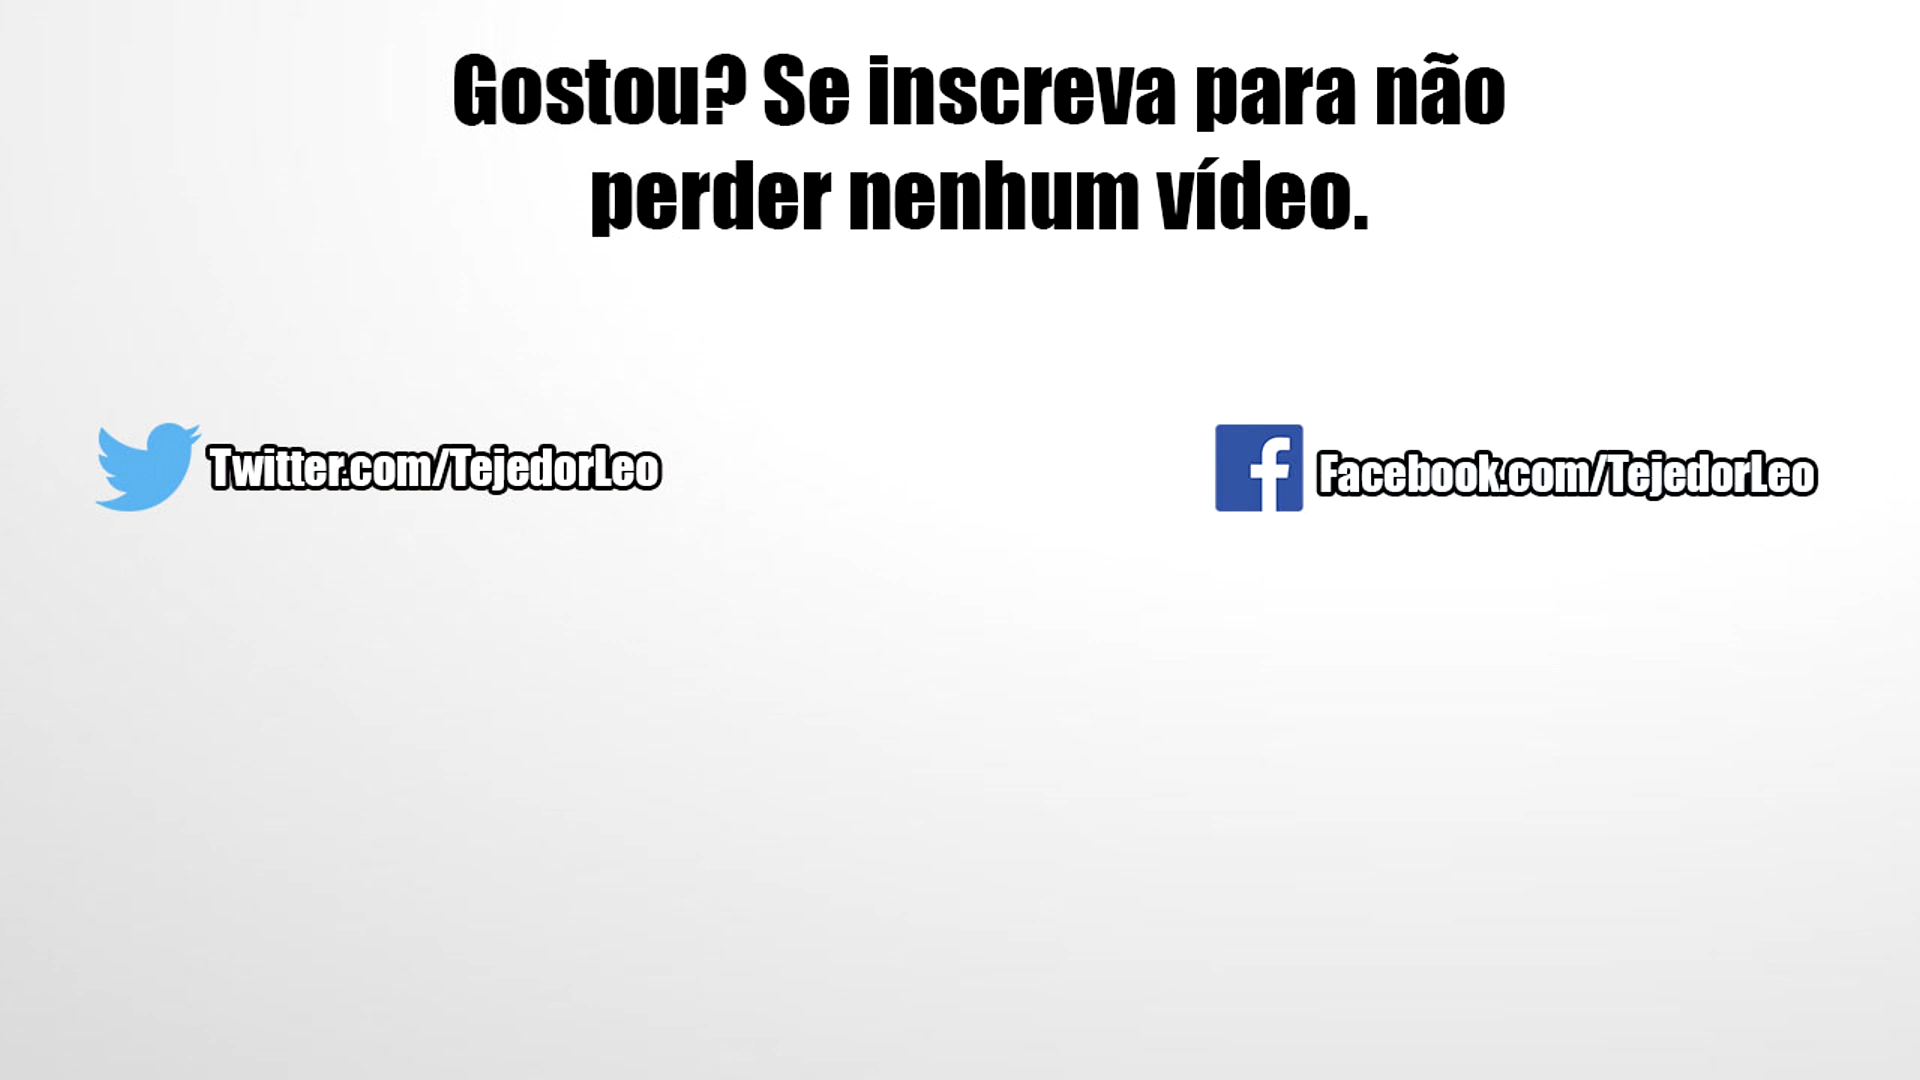 Gostou? Se inscreva para não
perder nenhum vídeo.
Twitter.com/TejedorLeo
Facebook.com/TejedorLeo